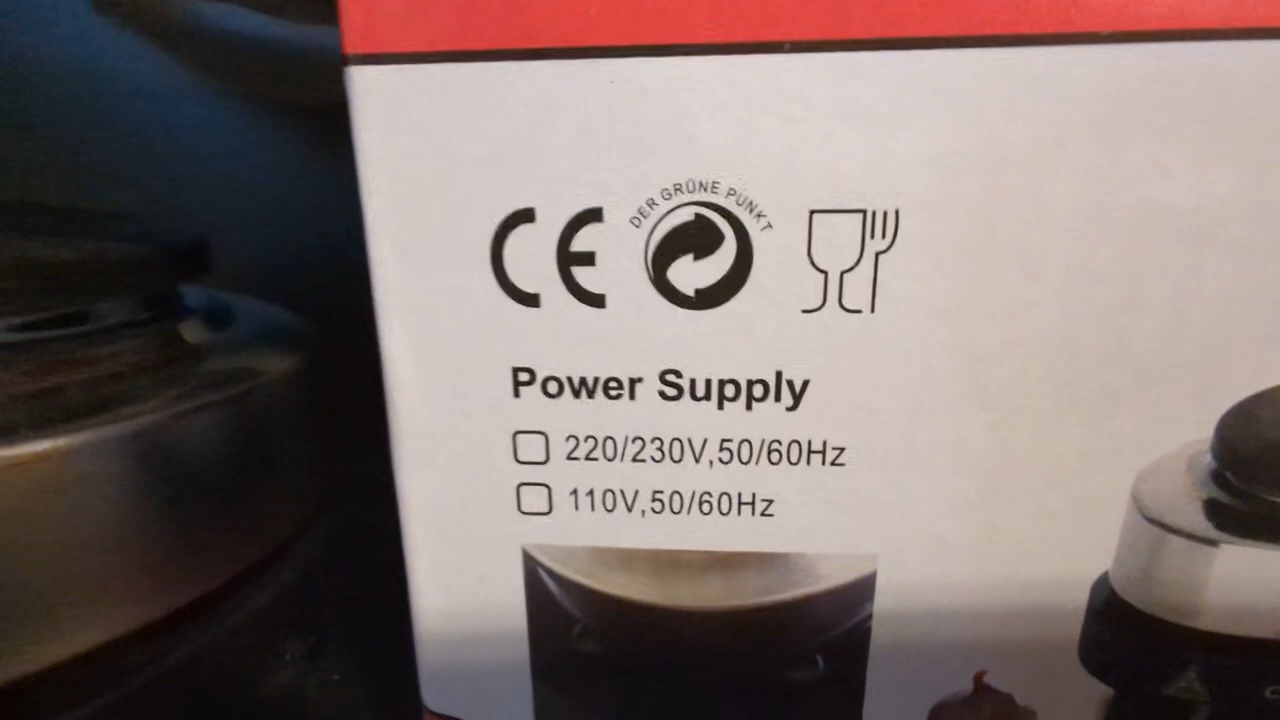 CE
DER GRÜNE PUNKT
Power Supply
220/230V,50/60Hz
110V,50/60Hz